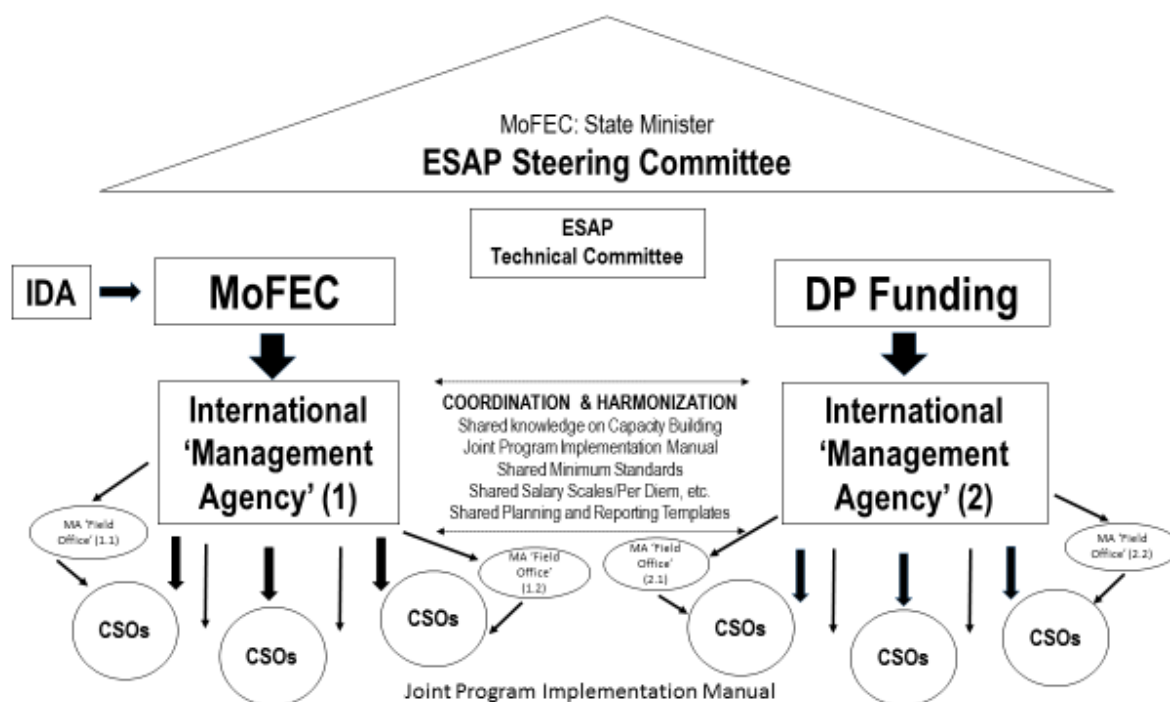 MoFEC: State Minister
ESAP Steering Committee
ESAP
Technical Committee
IDA
MoFEC
DP Funding
International
‘Management
Agency’ (1)
COORDINATION & HARMONIZATION
Shared knowledge on Capacity Building
Joint Program Implementation Manual
Shared Minimum Standards
Shared Salary Scales/Per Diem, etc.
Shared Planning and Reporting Templates
International
‘Management
Agency’ (2)
MA ‘Field
Office’ (1.1)
MA ‘Field
Office’
(1.2)
MA ‘Field
Office’
(2.1)
MA ‘Field
Office’ (2.2)
CSOs
CSOs
CSOs
CSOs
CSOs
CSOs
Joint Program Implementation Manual